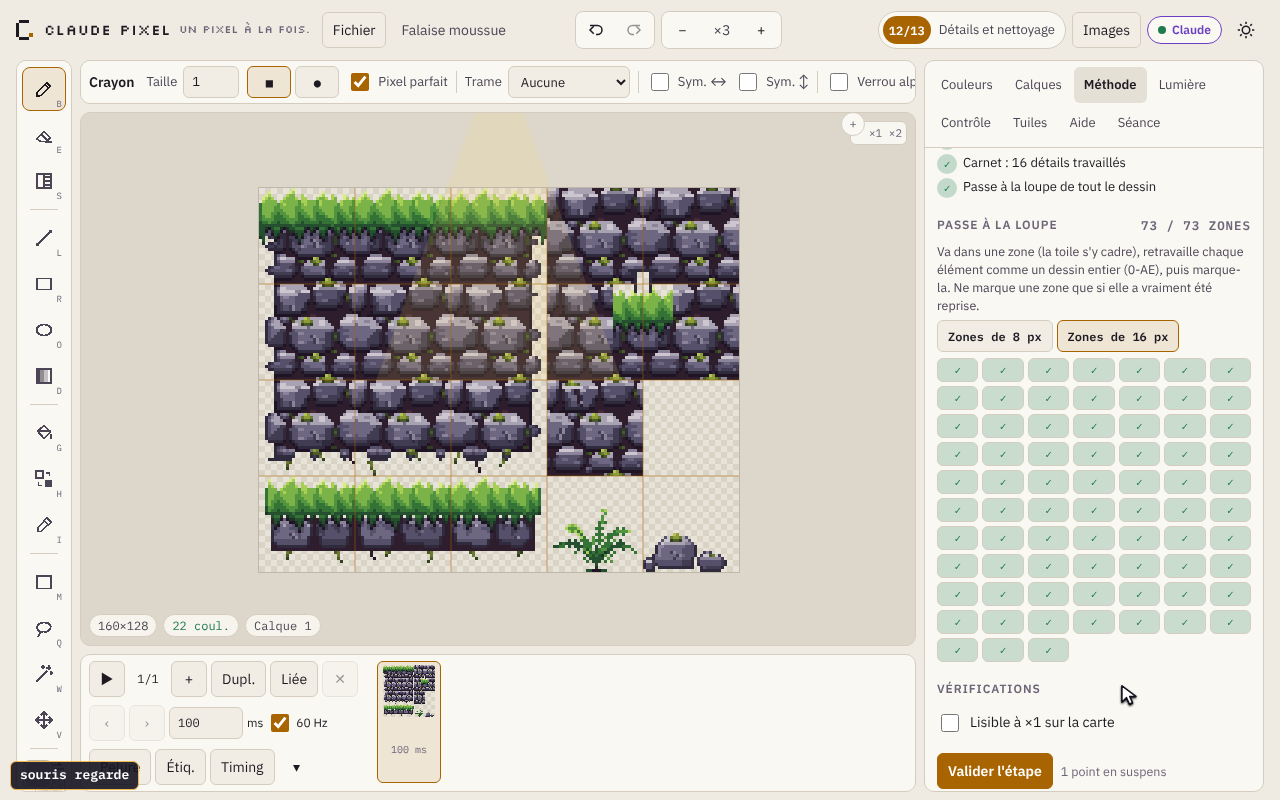 CLAUDE PIXEL UN PIXEL À LA FOIS. Fichier Falaise moussue − ×3 + 12/13 Détails et nettoyage Images Claude
Crayon Taille 1 ■ ● Pixel parfait Trame Aucune Sym. ↔ Sym. ↕ Verrou alp
B
E
S
L
R
O
D
G
H
I
M
Q
W
V
+ ×1 ×2
160×128 22 coul. Calque 1
▶ 1/1 + Dupl. Liée ✕
‹ › 100 ms 60 Hz
Étiq. Timing ▼
100 ms
souris regarde
Couleurs Calques Méthode Lumière
Contrôle Tuiles Aide Séance
✓ Carnet : 16 détails travaillés
✓ Passe à la loupe de tout le dessin
PASSE À LA LOUPE 73 / 73 ZONES
Va dans une zone (la toile s'y cadre), retravaille chaque
élément comme un dessin entier (0-AE), puis marque-
la. Ne marque une zone que si elle a vraiment été
reprise.
Zones de 8 px Zones de 16 px
VÉRIFICATIONS
Lisible à ×1 sur la carte
Valider l'étape 1 point en suspens